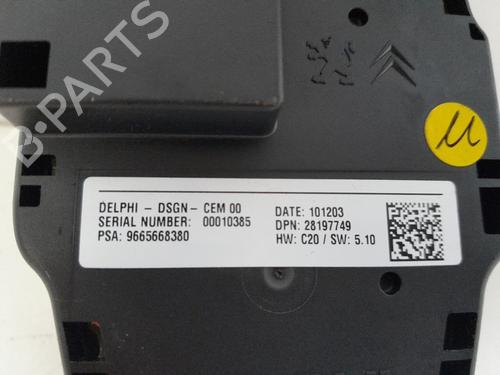 µ
DELPHI - DSGN - CEM 00
SERIAL NUMBER: 00010385
PSA: 9665668380
DATE: 101203
DPN: 28197749
HW: C20 / SW: 5.10
B-PARTS